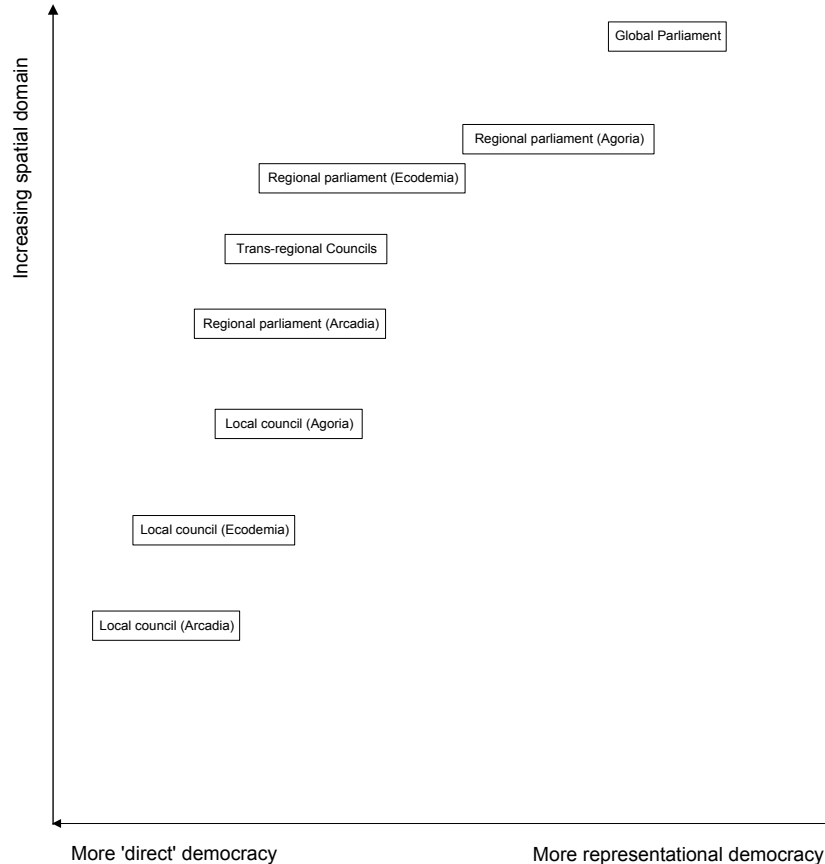 Increasing spatial domain
Global Parliament
Regional parliament (Agoria)
Regional parliament (Ecodemia)
Trans-regional Councils
Regional parliament (Arcadia)
Local council (Agoria)
Local council (Ecodemia)
Local council (Arcadia)
More 'direct' democracy
More representational democracy